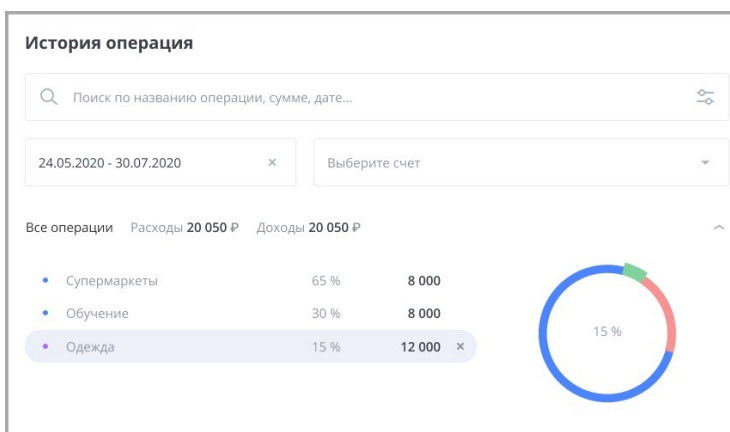 История операция
Поиск по названию операции, сумме, дате...
24.05.2020 - 30.07.2020 ×
Выберите счет
Все операции Расходы 20 050 ₽ Доходы 20 050 ₽
Супермаркеты 65 % 8 000
Обучение 30 % 8 000
Одежда 15 % 12 000 ×
15 %